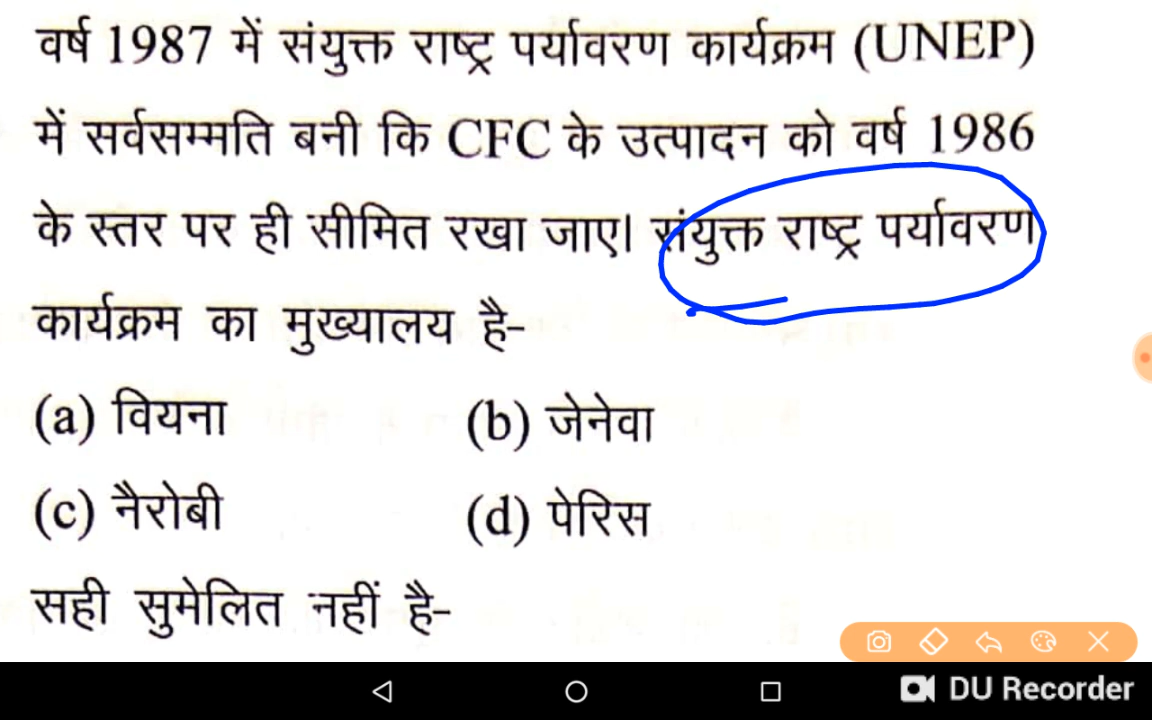 वर्ष 1987 में संयुक्त राष्ट्र पर्यावरण कार्यक्रम (UNEP)
में सर्वसम्मति बनी कि CFC के उत्पादन को वर्ष 1986
के स्तर पर ही सीमित रखा जाए। संयुक्त राष्ट्र पर्यावरण
कार्यक्रम का मुख्यालय है-
(a) वियना (b) जेनेवा
(c) नैरोबी (d) पेरिस
सही सुमेलित नहीं है-
DU Recorder